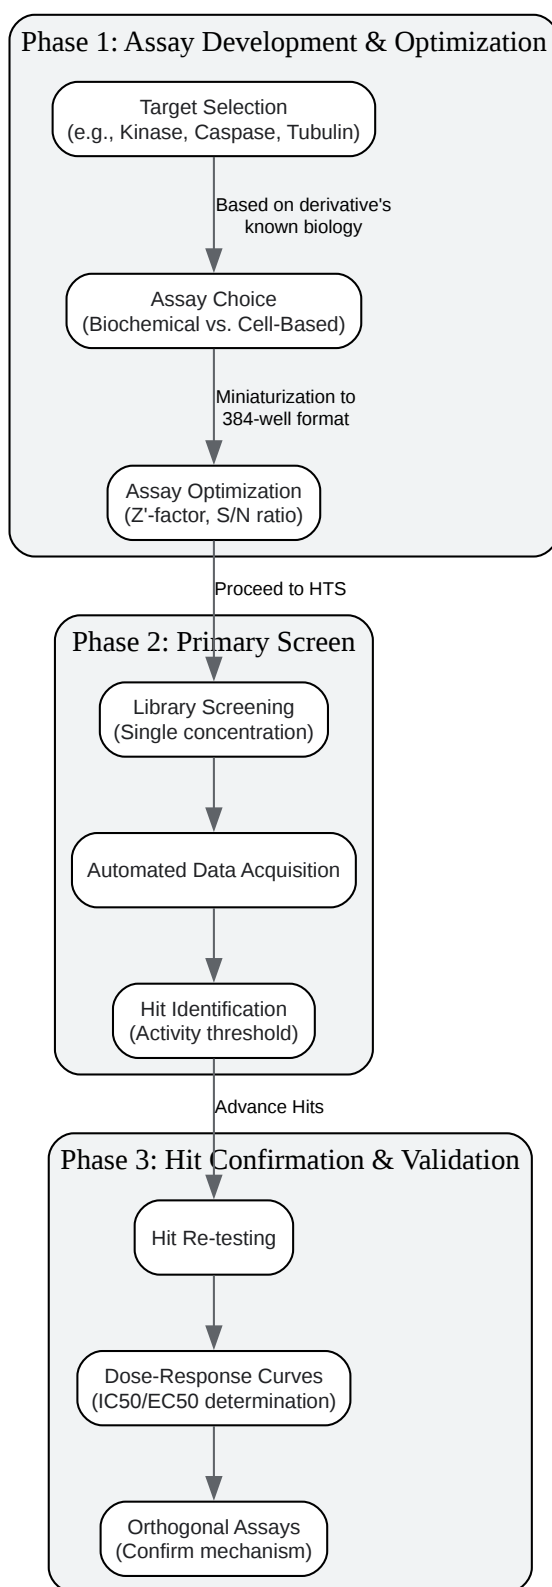 Phase 1: Assay Development & Optimization
Target Selection
(e.g., Kinase, Caspase, Tubulin)
Based on derivative's
known biology
Assay Choice
(Biochemical vs. Cell-Based)
Miniaturization to
384-well format
Assay Optimization
(Z'-factor, S/N ratio)
Proceed to HTS
Phase 2: Primary Screen
Library Screening
(Single concentration)
Automated Data Acquisition
Hit Identification
(Activity threshold)
Advance Hits
Phase 3: Hit Confirmation & Validation
Hit Re-testing
Dose-Response Curves
(IC50/EC50 determination)
Orthogonal Assays
(Confirm mechanism)